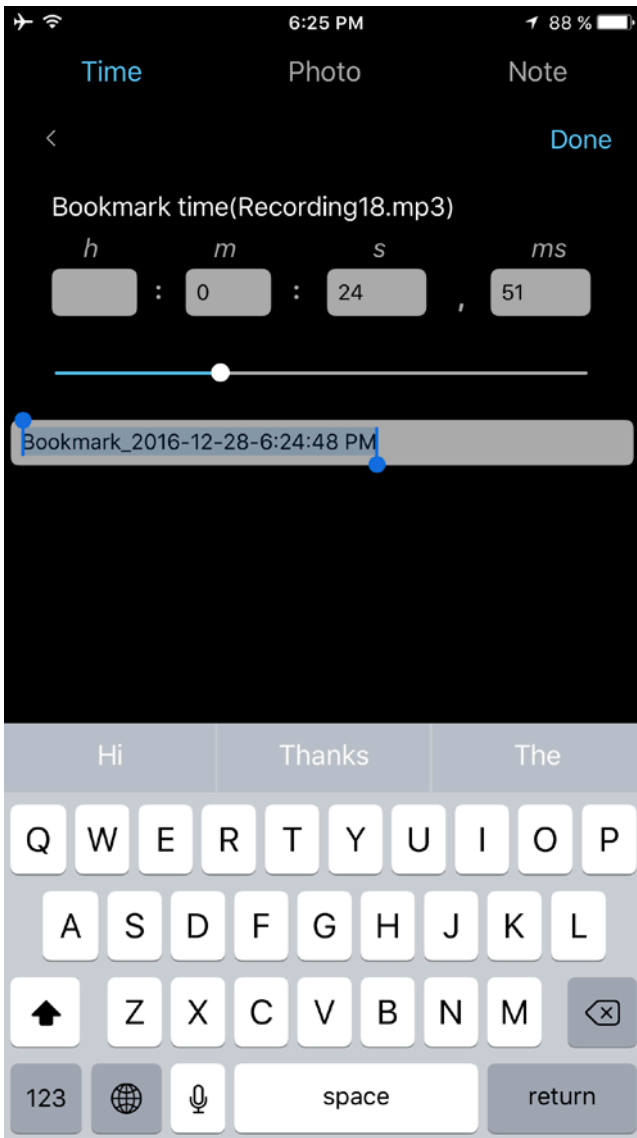 6:25 PM 88 %
Time Photo Note
Done
Bookmark time(Recording18.mp3)
h m s ms
: 0 : 24 , 51
Bookmark_2016-12-28-6:24:48 PM
Hi Thanks The
Q W E R T Y U I O P
A S D F G H J K L
Z X C V B N M
123 space return